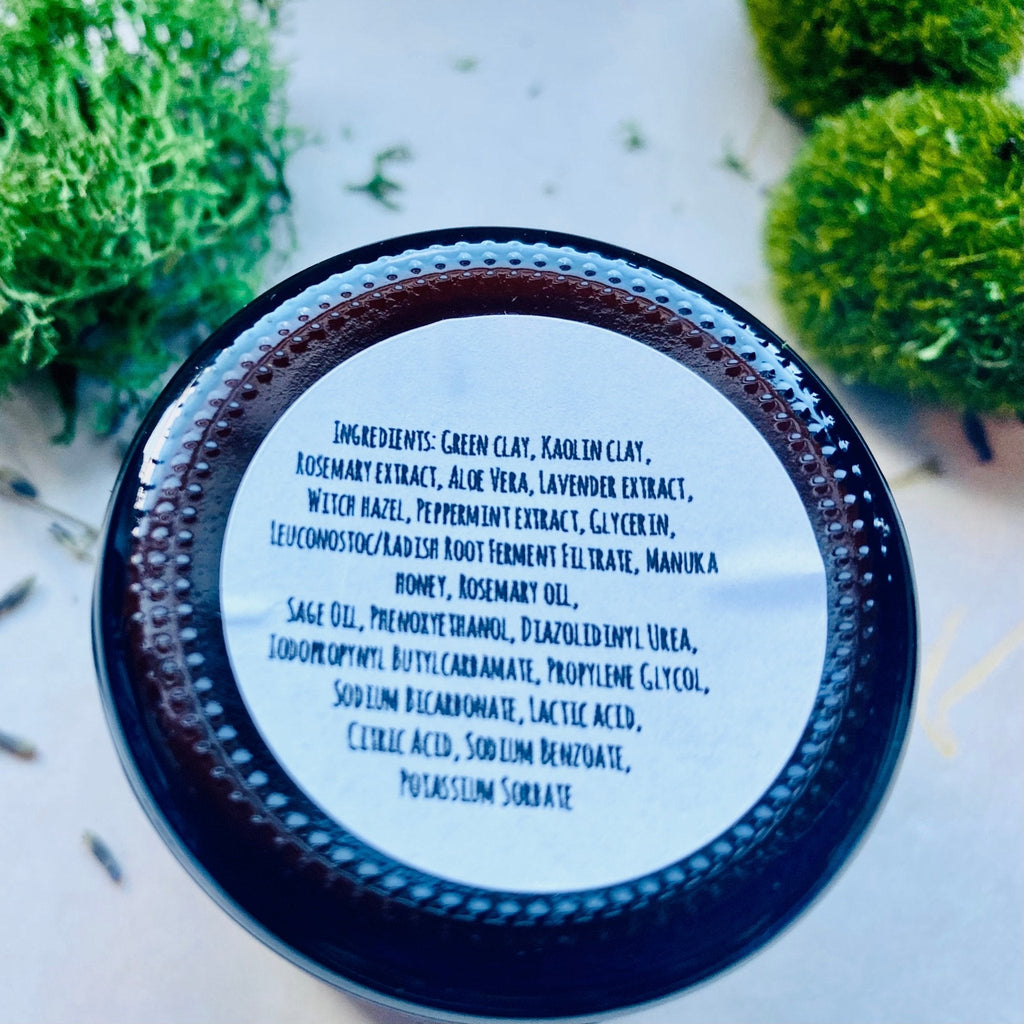 Ingredients: Green clay, Kaolin clay,
Rosemary extract, Aloe Vera, Lavender extract,
Witch hazel, Peppermint extract, Glycerin,
Leuconostoc/Radish Root Ferment Filtrate, Manuka
honey, Rosemary oil,
Sage Oil, Phenoxyethanol, Diazolidinyl Urea,
Iodopropynyl Butylcarbamate, Propylene Glycol,
Sodium Bicarbonate, Lactic acid,
Citric Acid, Sodium Benzoate,
Potassium Sorbate